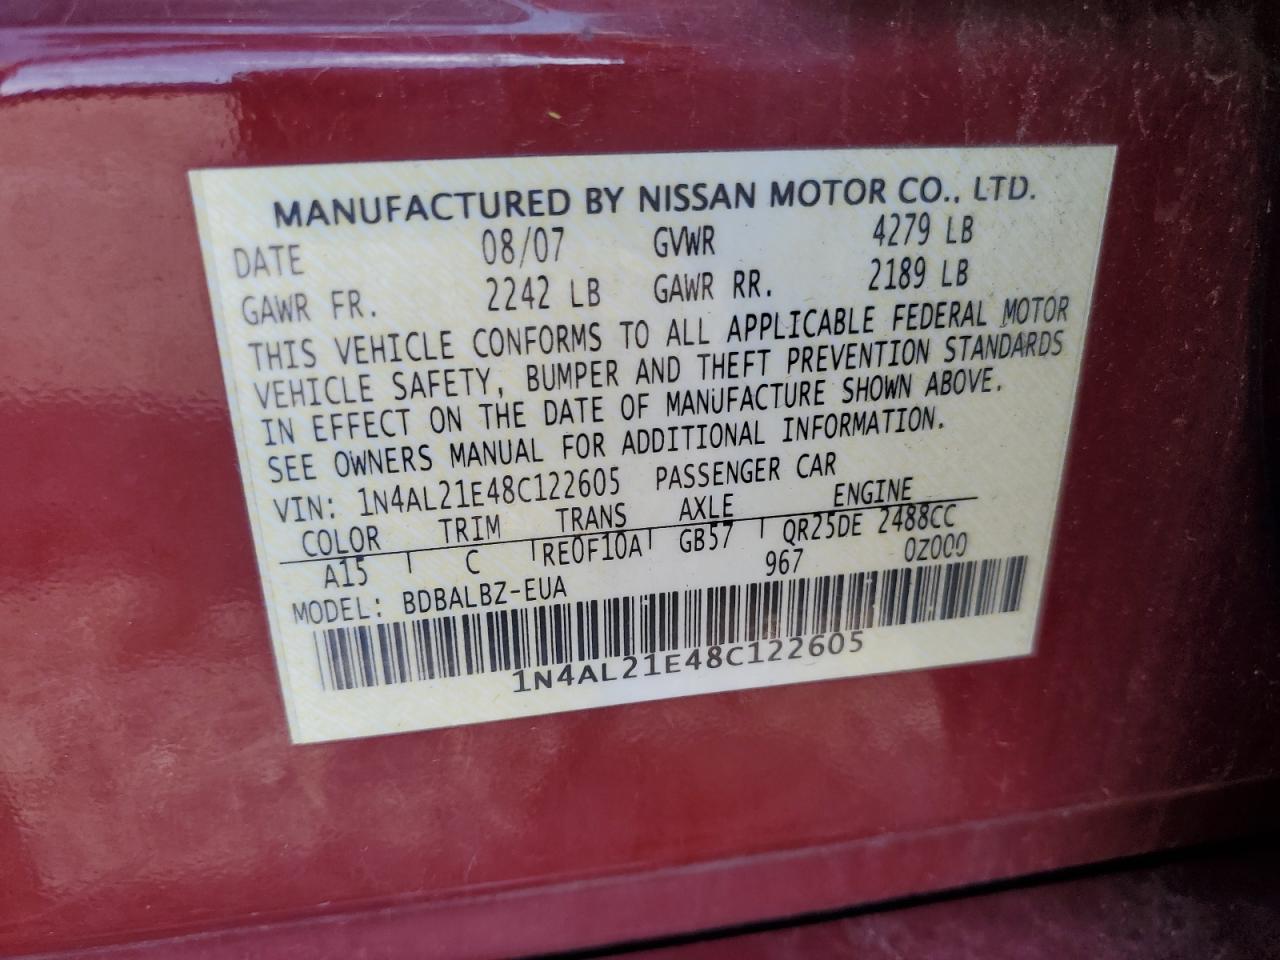 MANUFACTURED BY NISSAN MOTOR CO., LTD.
DATE 08/07 GVWR 4279 LB
GAWR FR. 2242 LB GAWR RR. 2189 LB
THIS VEHICLE CONFORMS TO ALL APPLICABLE FEDERAL MOTOR
VEHICLE SAFETY, BUMPER AND THEFT PREVENTION STANDARDS
IN EFFECT ON THE DATE OF MANUFACTURE SHOWN ABOVE.
SEE OWNERS MANUAL FOR ADDITIONAL INFORMATION.
VIN: 1N4AL21E48C122605 PASSENGER CAR
COLOR TRIM TRANS AXLE ENGINE
A15 C RE0F10A GB57 QR25DE 2488CC
MODEL: BDBALBZ-EUA 967 0Z000
1N4AL21E48C122605